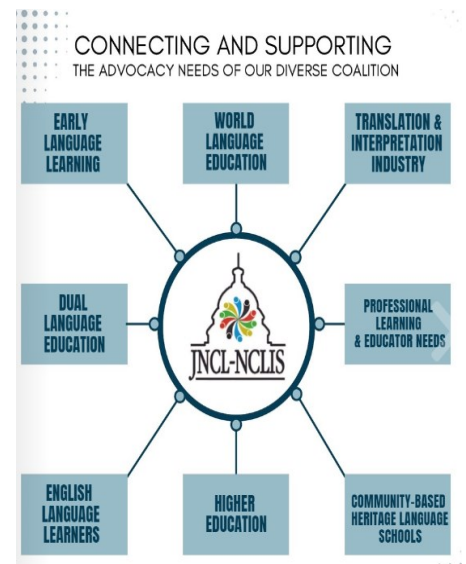 CONNECTING AND SUPPORTING
THE ADVOCACY NEEDS OF OUR DIVERSE COALITION
EARLY
LANGUAGE
LEARNING
WORLD
LANGUAGE
EDUCATION
TRANSLATION &
INTERPRETATION
INDUSTRY
DUAL
LANGUAGE
EDUCATION
JNCL-NCLIS
PROFESSIONAL
LEARNING
& EDUCATOR NEEDS
ENGLISH
LANGUAGE
LEARNERS
HIGHER
EDUCATION
COMMUNITY-BASED
HERITAGE LANGUAGE
SCHOOLS